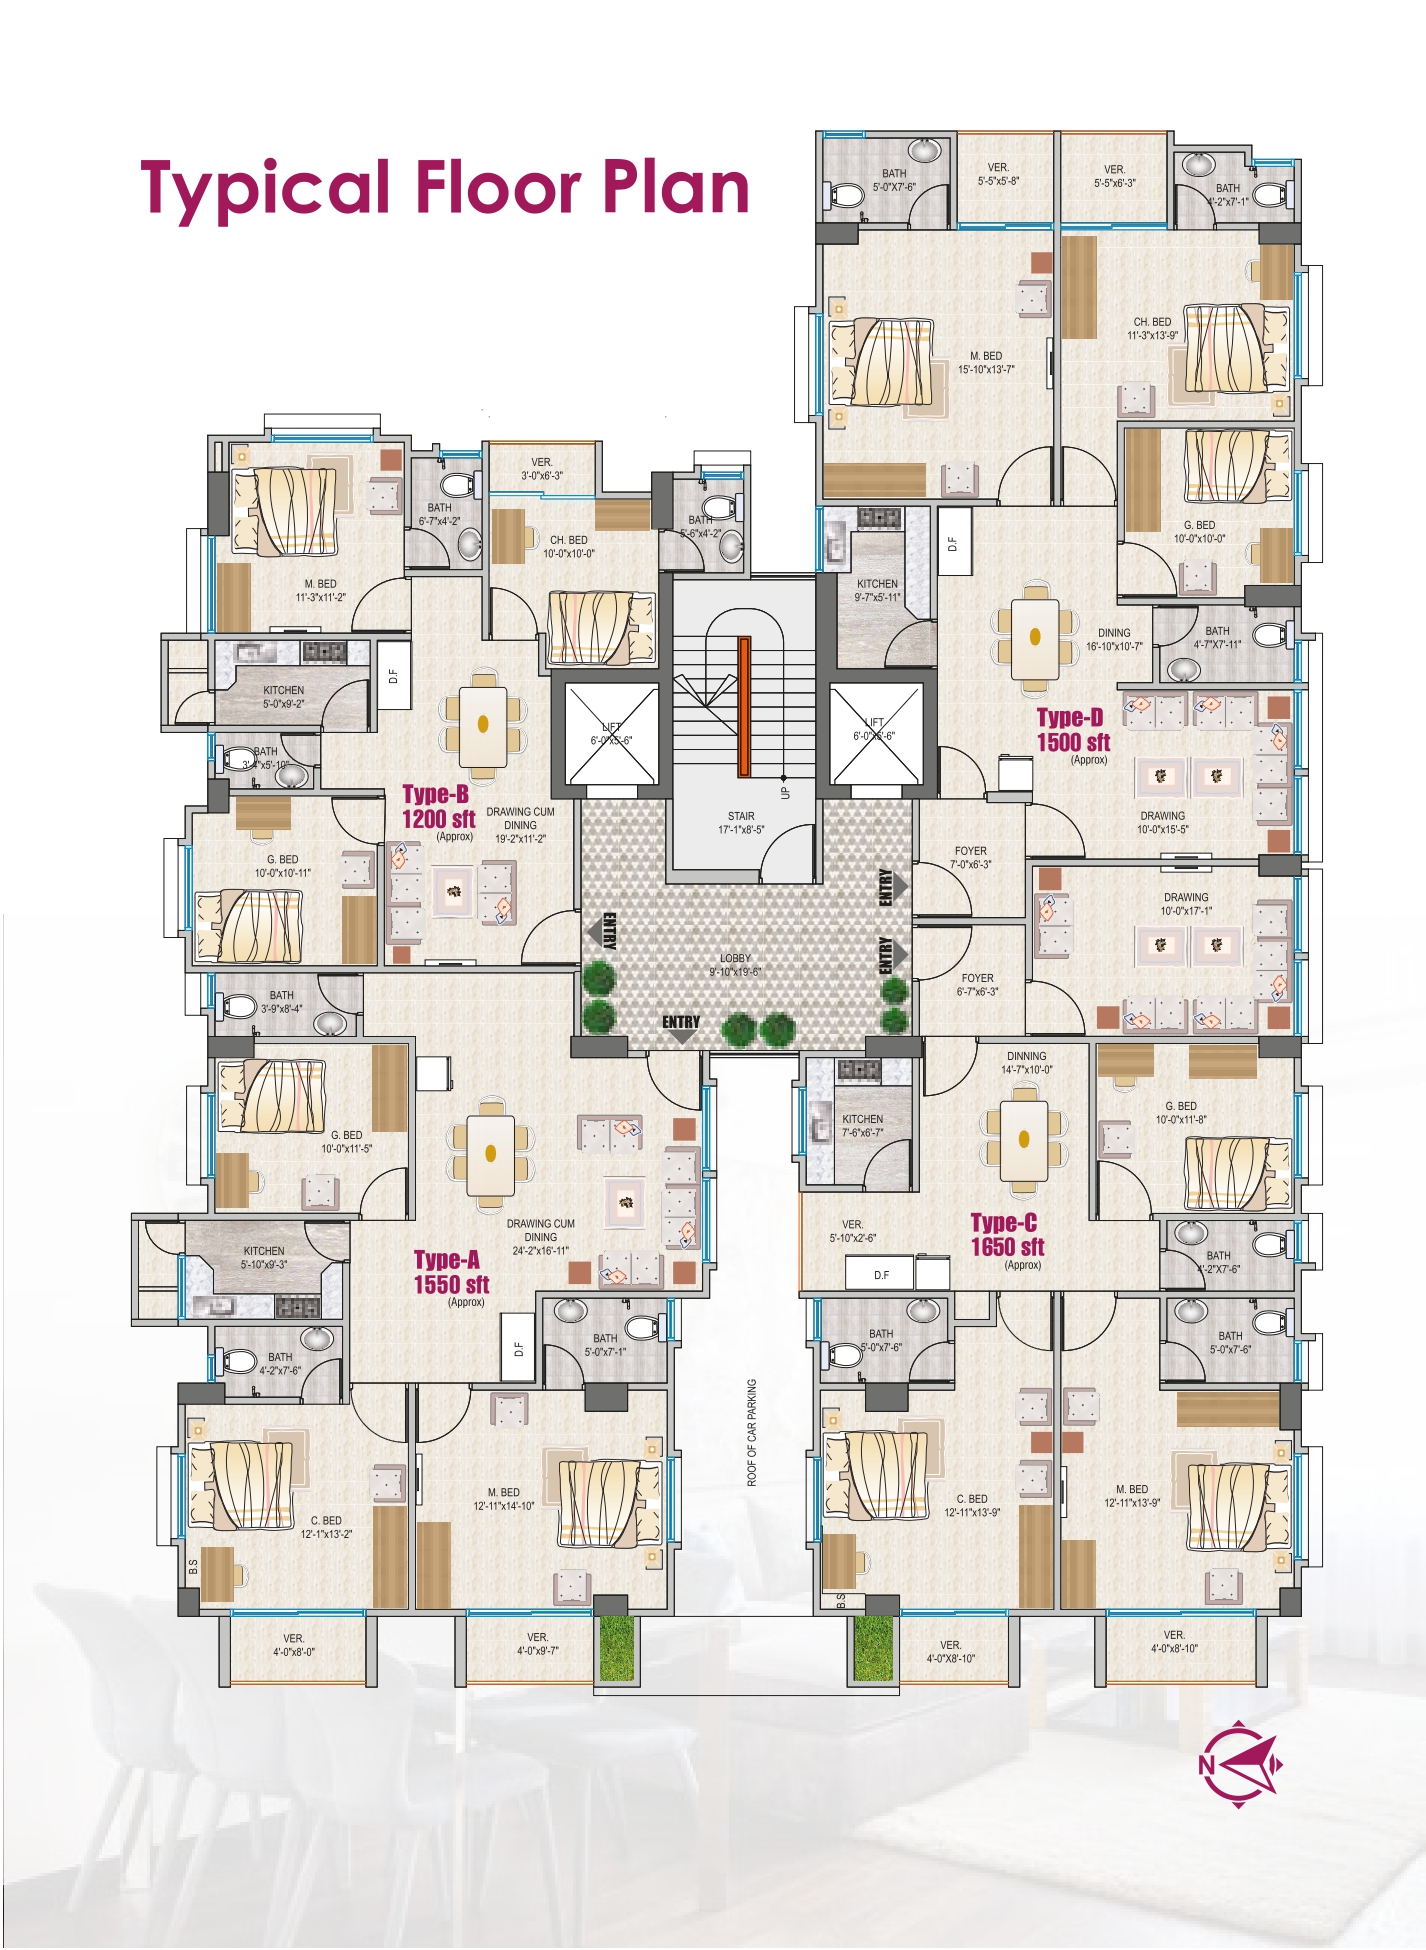 Typical Floor Plan
BATH
5'-0"X7'-6"
VER.
5'-5"x5'-8"
VER.
5'-5"x6'-3"
BATH
4'-2"x7'-1"
M. BED
15'-10"x13'-7"
CH. BED
11'-3"x13'-9"
G. BED
10'-0"x10'-0"
KITCHEN
9'-7"x5'-11"
D.F
DINING
16'-10"x10'-7"
BATH
4'-7"X7'-11"
Type-D
1500 sft
(Approx)
DRAWING
10'-0"x15'-5"
FOYER
7'-0"x6'-3"
M. BED
11'-3"x11'-2"
BATH
6'-7"x4'-2"
VER.
3'-0"x6'-3"
CH. BED
10'-0"x10'-0"
BATH
5'-6"x4'-2"
KITCHEN
5'-0"x9'-2"
D.F
BATH
3'-4"x5'-10"
Type-B
1200 sft
(Approx)
DRAWING CUM
DINING
19'-2"x11'-2"
G. BED
10'-0"x10'-11"
LIFT
6'-0"x5'-6"
LIFT
6'-0"x5'-6"
UP
STAIR
17'-1"x8'-5"
ENTRY
ENTRY
ENTRY
ENTRY
LOBBY
9'-10"x19'-6"
DRAWING
10'-0"x17'-1"
FOYER
6'-7"x6'-3"
BATH
3'-9"x8'-4"
G. BED
10'-0"x11'-5"
KITCHEN
5'-10"x9'-3"
DRAWING CUM
DINING
24'-2"x16'-11"
Type-A
1550 sft
(Approx)
D.F
BATH
4'-2"x7'-6"
BATH
5'-0"x7'-1"
C. BED
12'-1"x13'-2"
B.S
M. BED
12'-11"x14'-10"
VER.
4'-0"x8'-0"
VER.
4'-0"x9'-7"
ROOF OF CAR PARKING
DINNING
14'-7"x10'-0"
KITCHEN
7'-6"x6'-7"
G. BED
10'-0"x11'-8"
VER.
5'-10"x2'-6"
D.F
Type-C
1650 sft
(Approx)
BATH
4'-2"X7'-6"
BATH
5'-0"x7'-6"
BATH
5'-0"x7'-6"
C. BED
12'-11"x13'-9"
B.S
M. BED
12'-11"x13'-9"
VER.
4'-0"X8'-10"
VER.
4'-0"x8'-10"
N